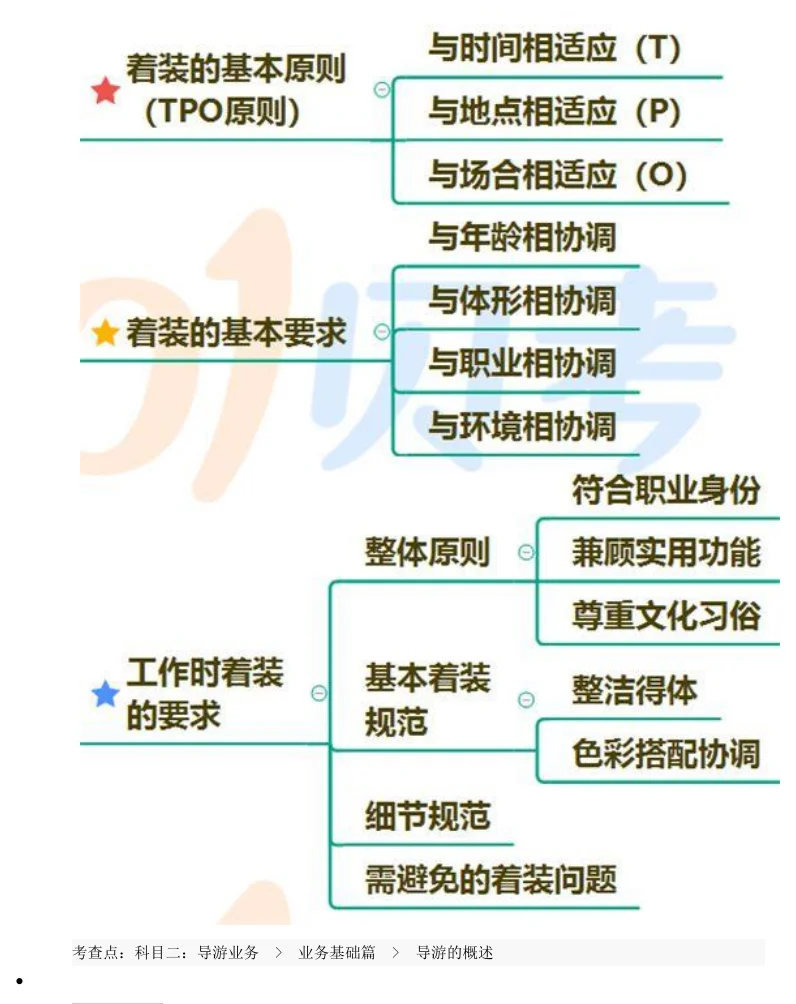 着装的基本原则
（TPO原则）
与时间相适应（T）
与地点相适应（P）
与场合相适应（O）
着装的基本要求
与年龄相协调
与体形相协调
与职业相协调
与环境相协调
工作时着装
的要求
整体原则
符合职业身份
兼顾实用功能
尊重文化习俗
基本着装
规范
整洁得体
色彩搭配协调
细节规范
需避免的着装问题
考查点：科目二：导游业务 > 业务基础篇 > 导游的概述